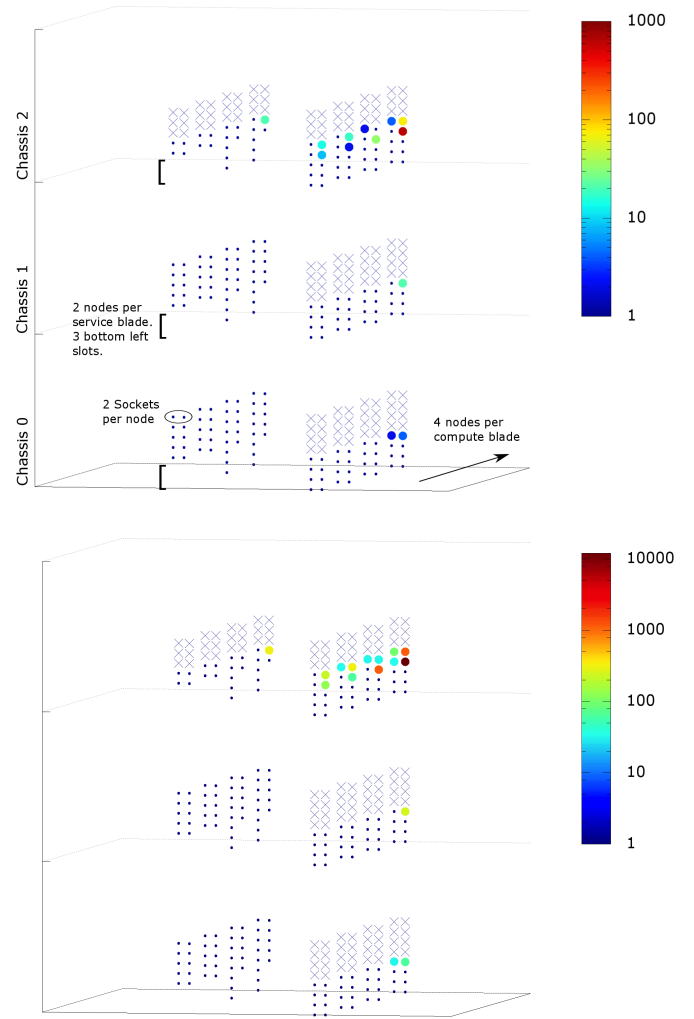 1000
100
10
1
Chassis 2
Chassis 1
Chassis 0
2 nodes per
service blade.
3 bottom left
slots.
2 Sockets
per node
4 nodes per
compute blade
10000
1000
100
10
1